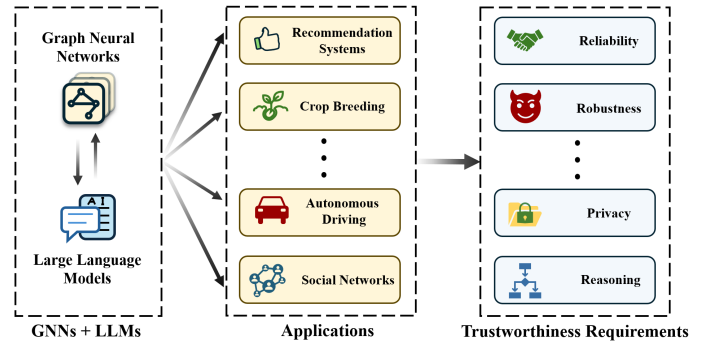 Graph Neural
Networks
AI
Large Language
Models
GNNs + LLMs
Recommendation
Systems
Crop Breeding
Autonomous
Driving
Social Networks
Applications
Reliability
Robustness
Privacy
Reasoning
Trustworthiness Requirements